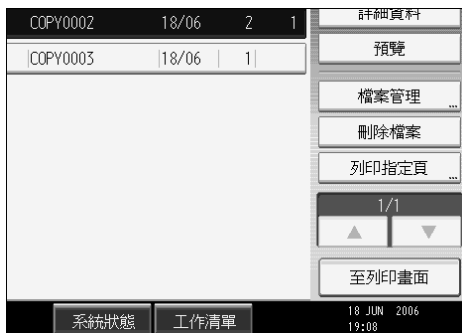 COPY0002 18/06 2 1
COPY0003 18/06 1
詳細資料
預覽
檔案管理
刪除檔案
列印指定頁
1/1
至列印畫面
系統狀態 工作清單
18 JUN 2006
19:08